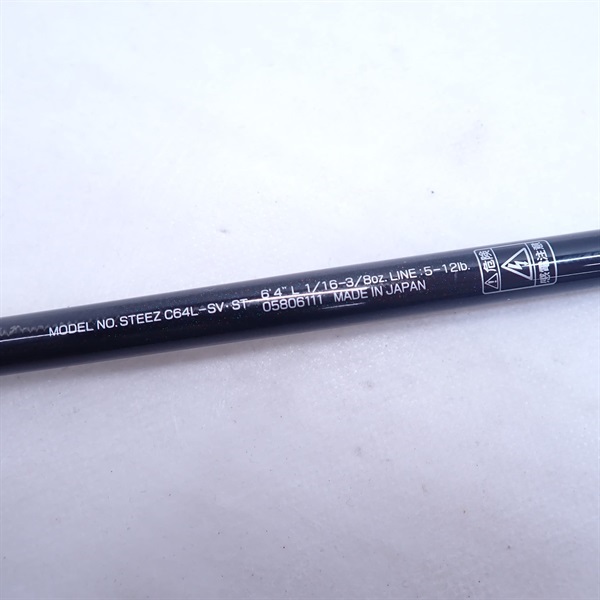 MODEL NO. STEEZ C64L-SV・ST 6'4" L 1/16-3/8oz. LINE:5-12lb.
05806111 MADE IN JAPAN
危険
感電注意